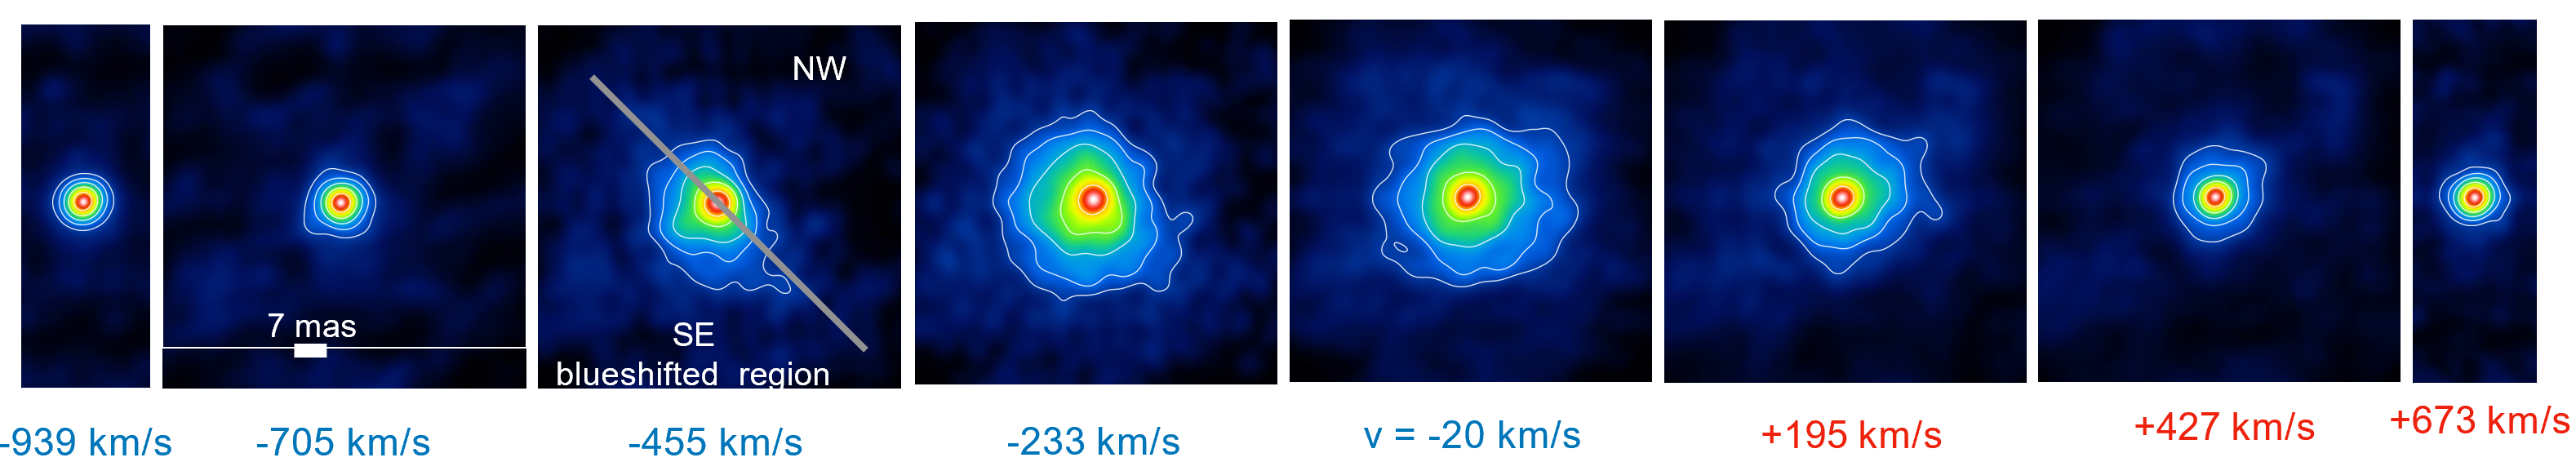 NW
7 mas
SE
blueshifted region
-939 km/s
-705 km/s
-455 km/s
-233 km/s
v = -20 km/s
+195 km/s
+427 km/s
+673 km/s